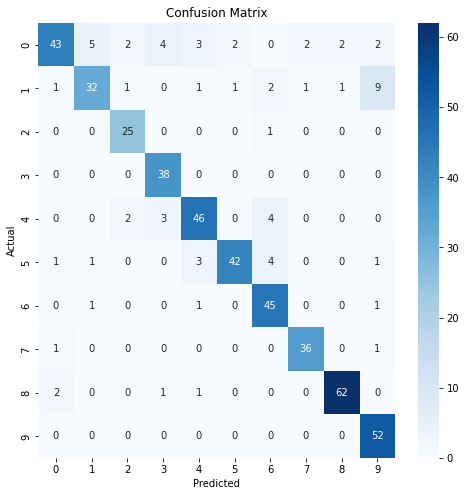 Confusion Matrix
0 43 5 2 4 3 2 0 2 2 2
1 1 32 1 0 1 1 2 1 1 9
2 0 0 25 0 0 0 1 0 0 0
3 0 0 0 38 0 0 0 0 0 0
4 0 0 2 3 46 0 4 0 0 0
5 1 1 0 0 3 42 4 0 0 1
6 0 1 0 0 1 0 45 0 0 1
7 1 0 0 0 0 0 0 36 0 1
8 2 0 0 1 1 0 0 0 62 0
9 0 0 0 0 0 0 0 0 0 52
0 1 2 3 4 5 6 7 8 9
Predicted
Actual
60
50
40
30
20
10
0